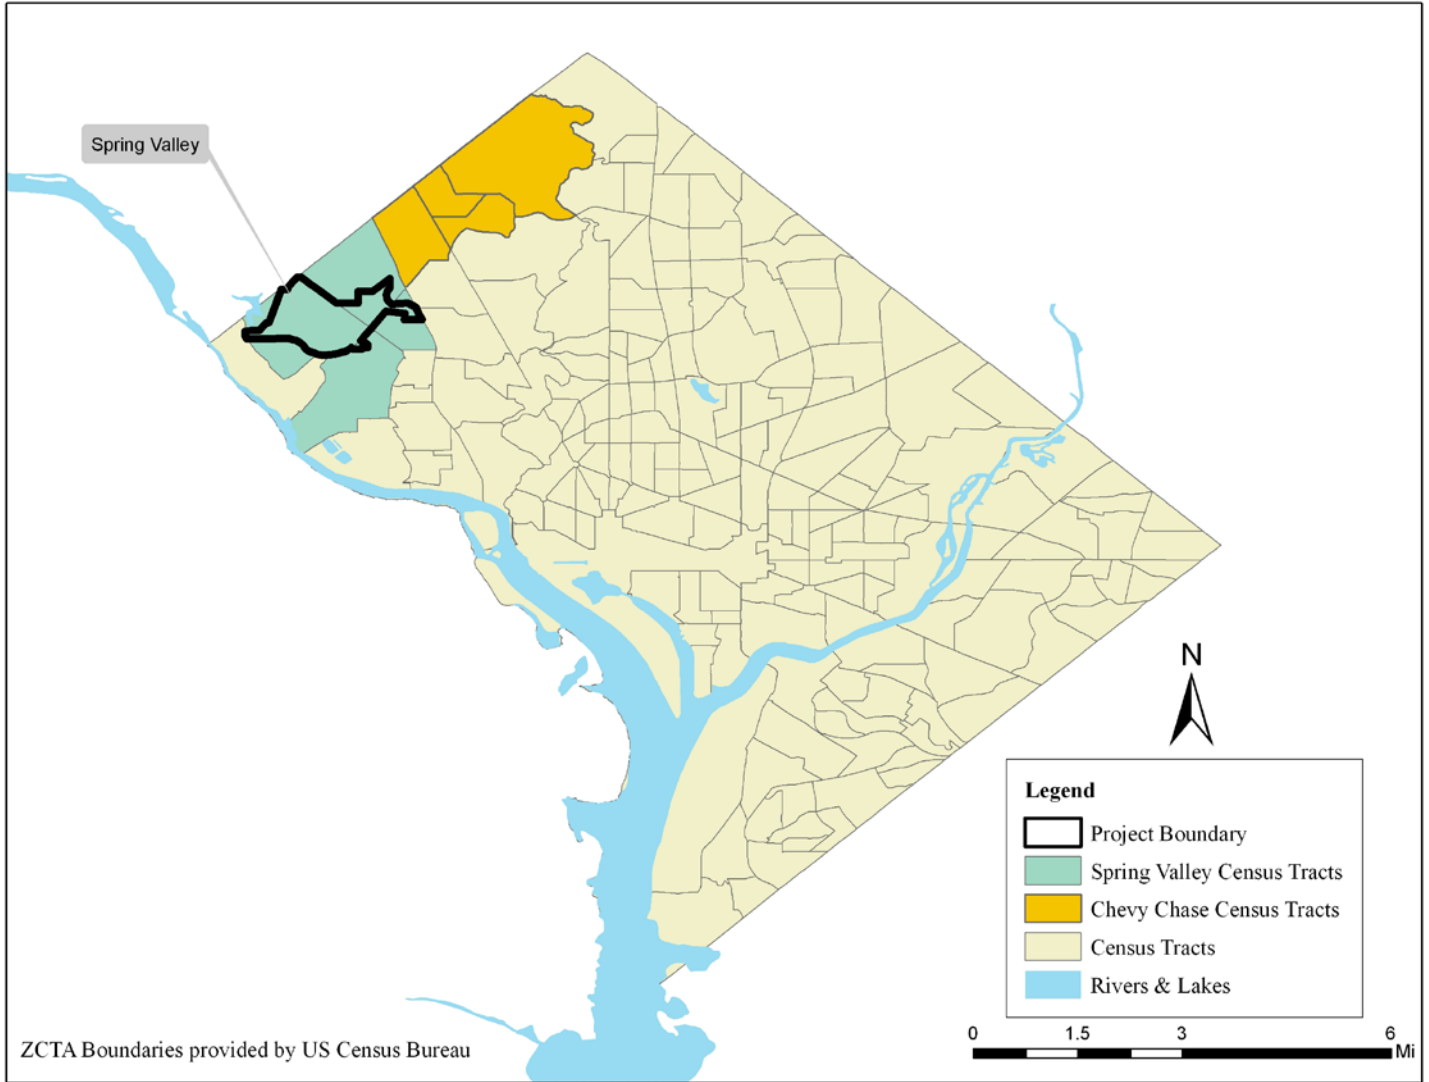 Spring Valley
N
Legend
Project Boundary
Spring Valley Census Tracts
Chevy Chase Census Tracts
Census Tracts
Rivers & Lakes
0 1.5 3 6
Mi
ZCTA Boundaries provided by US Census Bureau